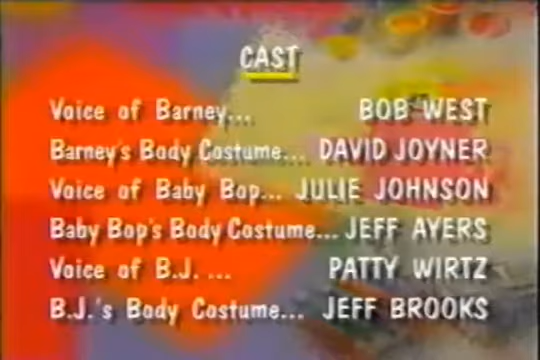 CAST
Voice of Barney... BOB WEST
Barney's Body Costume... DAVID JOYNER
Voice of Baby Bop... JULIE JOHNSON
Baby Bop's Body Costume... JEFF AYERS
Voice of B.J. ... PATTY WIRTZ
B.J.'s Body Costume... JEFF BROOKS